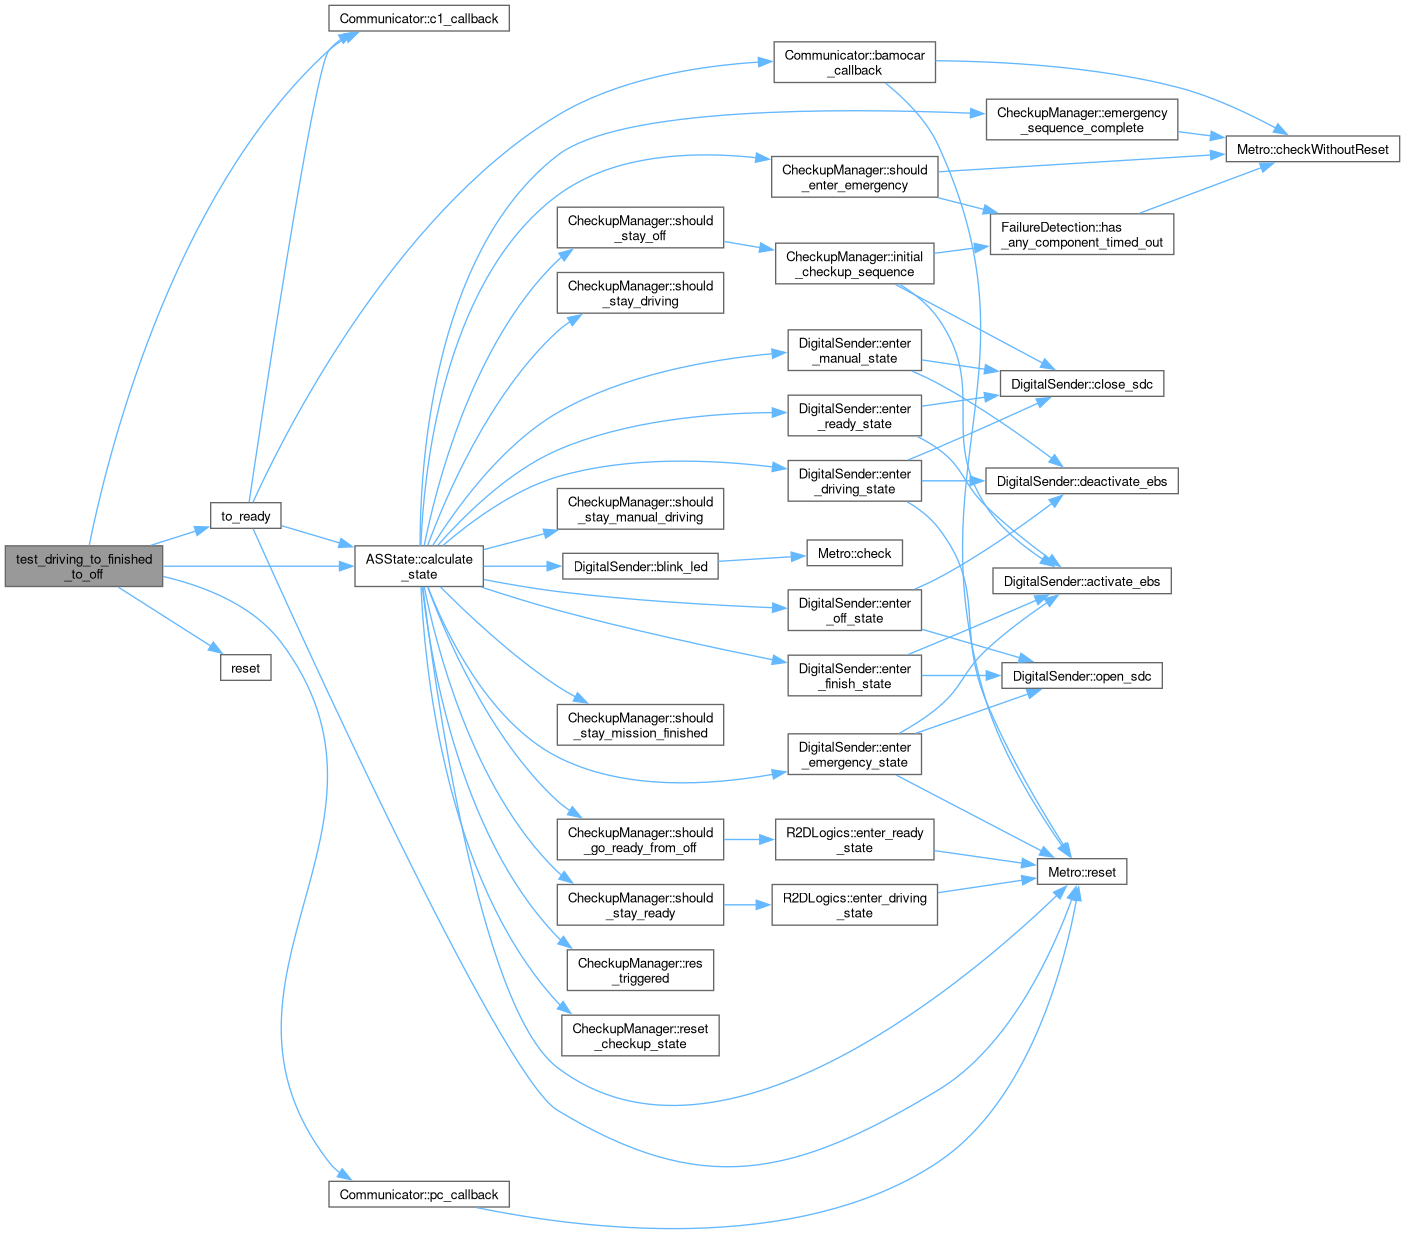 Communicator::c1_callback
Communicator::bamocar
_callback
CheckupManager::emergency
_sequence_complete
Metro::checkWithoutReset
CheckupManager::should
_enter_emergency
CheckupManager::should
_stay_off
FailureDetection::has
_any_component_timed_out
CheckupManager::initial
_checkup_sequence
CheckupManager::should
_stay_driving
DigitalSender::enter
_manual_state
DigitalSender::close_sdc
DigitalSender::enter
_ready_state
DigitalSender::enter
_driving_state
DigitalSender::deactivate_ebs
CheckupManager::should
_stay_manual_driving
to_ready
Metro::check
test_driving_to_finished
_to_off
ASState::calculate
_state
DigitalSender::blink_led
DigitalSender::activate_ebs
DigitalSender::enter
_off_state
reset
DigitalSender::enter
_finish_state
DigitalSender::open_sdc
CheckupManager::should
_stay_mission_finished
DigitalSender::enter
_emergency_state
CheckupManager::should
_go_ready_from_off
R2DLogics::enter_ready
_state
Metro::reset
CheckupManager::should
_stay_ready
R2DLogics::enter_driving
_state
CheckupManager::res
_triggered
CheckupManager::reset
_checkup_state
Communicator::pc_callback